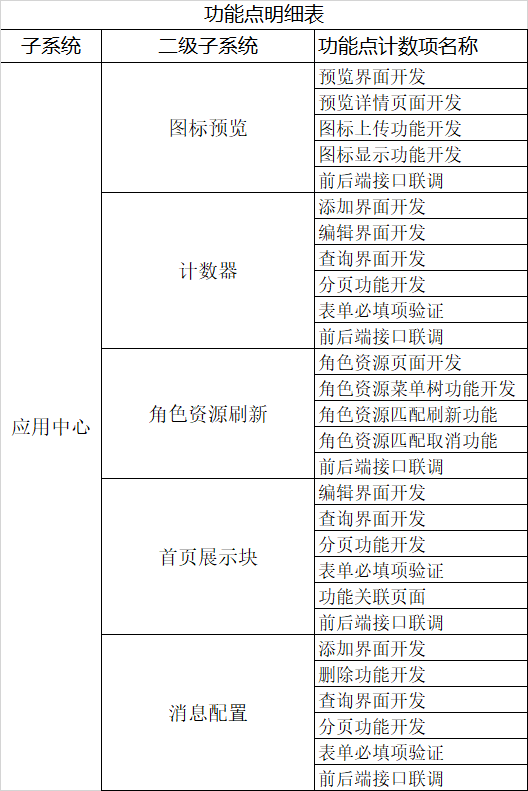 功能点明细表
子系统 二级子系统 功能点计数项名称
应用中心
图标预览
预览界面开发
预览详情页面开发
图标上传功能开发
图标显示功能开发
前后端接口联调
计数器
添加界面开发
编辑界面开发
查询界面开发
分页功能开发
表单必填项验证
前后端接口联调
角色资源刷新
角色资源页面开发
角色资源菜单树功能开发
角色资源匹配刷新功能
角色资源匹配取消功能
前后端接口联调
首页展示块
编辑界面开发
查询界面开发
分页功能开发
表单必填项验证
功能关联页面
前后端接口联调
消息配置
添加界面开发
删除功能开发
查询界面开发
分页功能开发
表单必填项验证
前后端接口联调